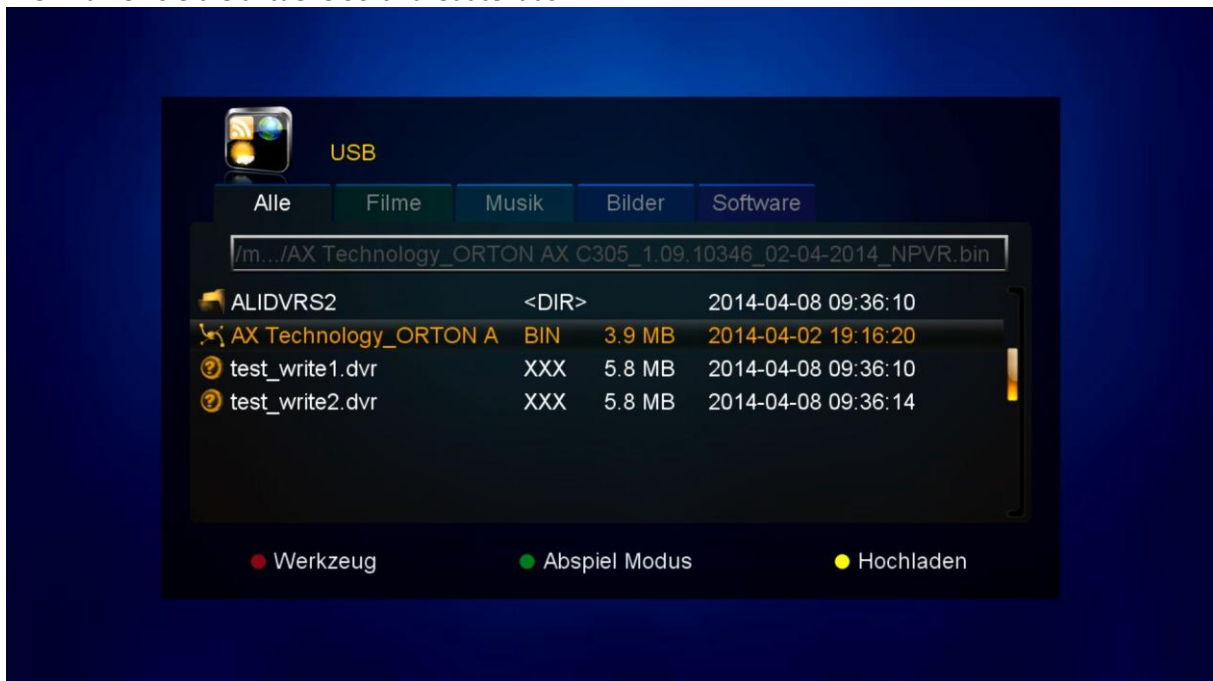 USB
Alle Filme Musik Bilder Software
/m.../AX Technology_ORTON AX C305_1.09.10346_02-04-2014_NPVR.bin
ALIDVRS2 <DIR> 2014-04-08 09:36:10
AX Technology_ORTON A BIN 3.9 MB 2014-04-02 19:16:20
test_write1.dvr XXX 5.8 MB 2014-04-08 09:36:10
test_write2.dvr XXX 5.8 MB 2014-04-08 09:36:14
Werkzeug Abspiel Modus Hochladen